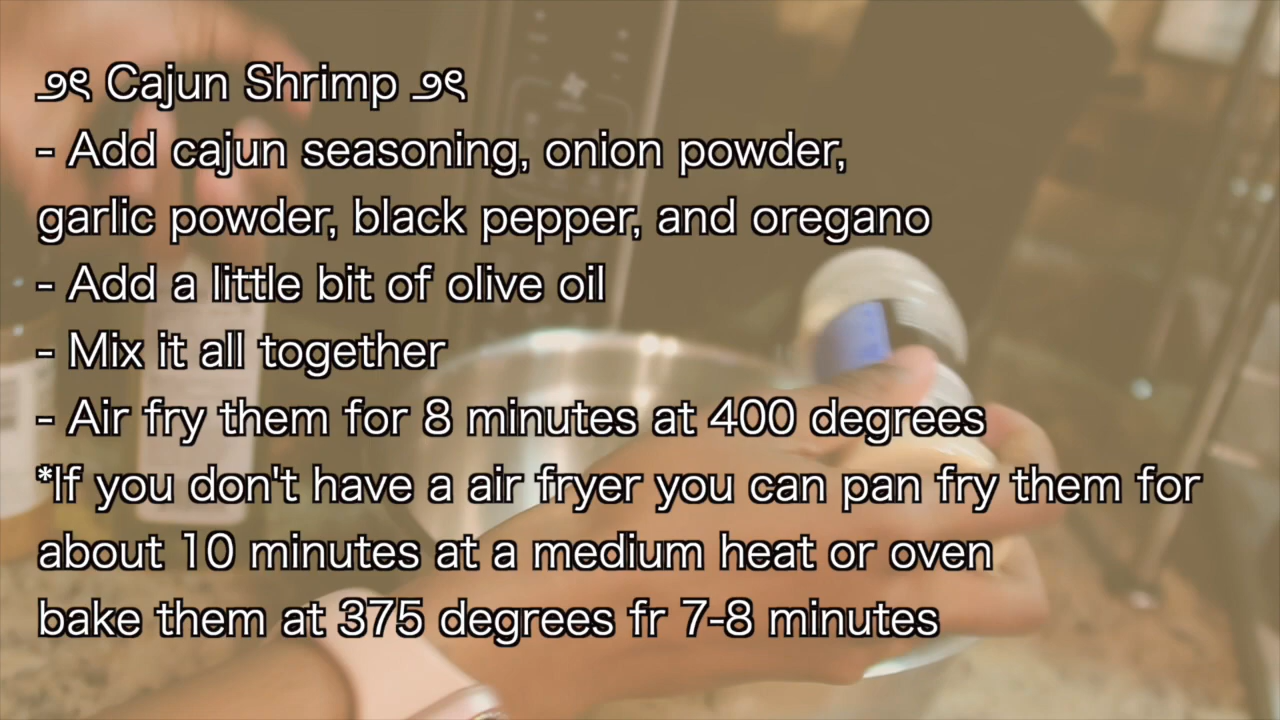 ୬ৎ Cajun Shrimp ୬ৎ
- Add cajun seasoning, onion powder,
garlic powder, black pepper, and oregano
- Add a little bit of olive oil
- Mix it all together
- Air fry them for 8 minutes at 400 degrees
*If you don't have a air fryer you can pan fry them for
about 10 minutes at a medium heat or oven
bake them at 375 degrees fr 7-8 minutes